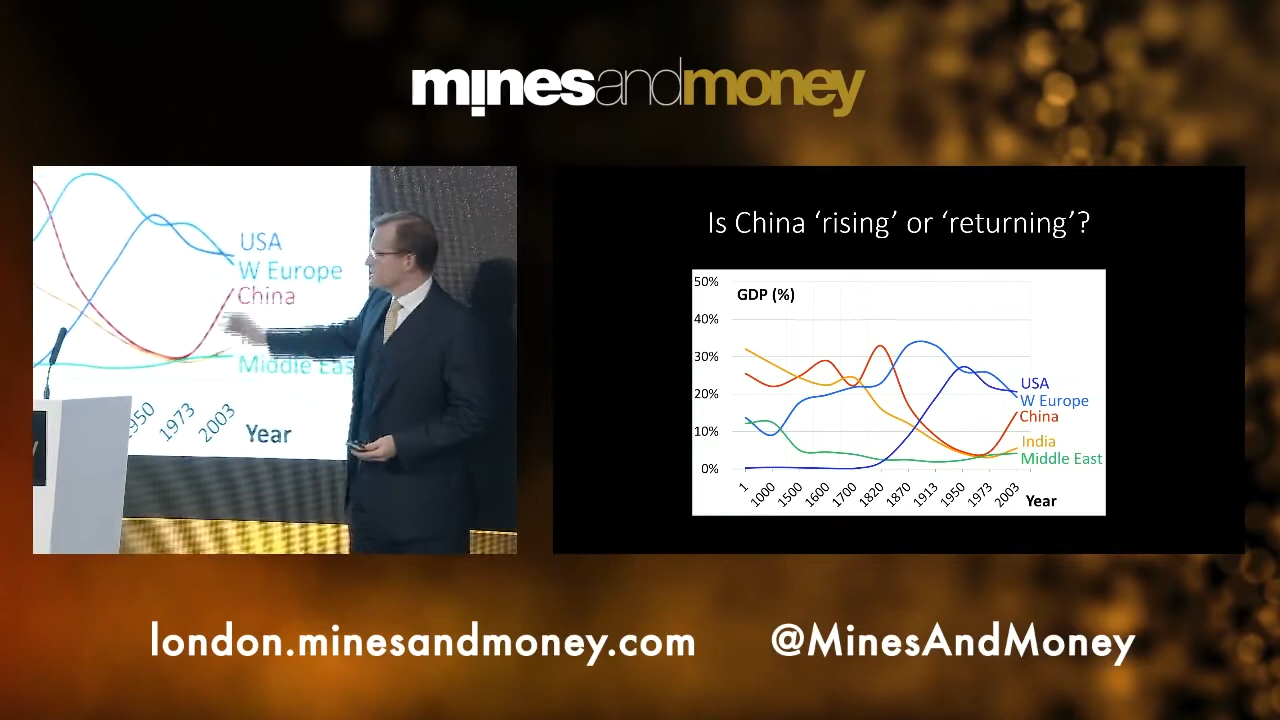 minesandmoney
USA
W Europe
China
Middle Eas
1950
1973
2003
Year
Is China ‘rising’ or ‘returning’?
50%
GDP (%)
40%
30%
20%
10%
0%
USA
W Europe
China
India
Middle East
1
1000
1500
1600
1700
1820
1870
1913
1950
1973
2003
Year
london.minesandmoney.com
@MinesAndMoney